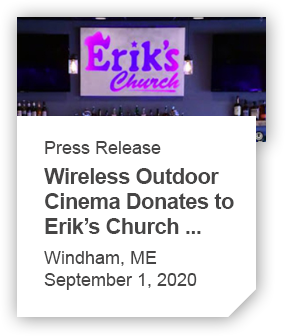 Erik's
Church
Press Release
Wireless Outdoor
Cinema Donates to
Erik’s Church ...
Windham, ME
September 1, 2020